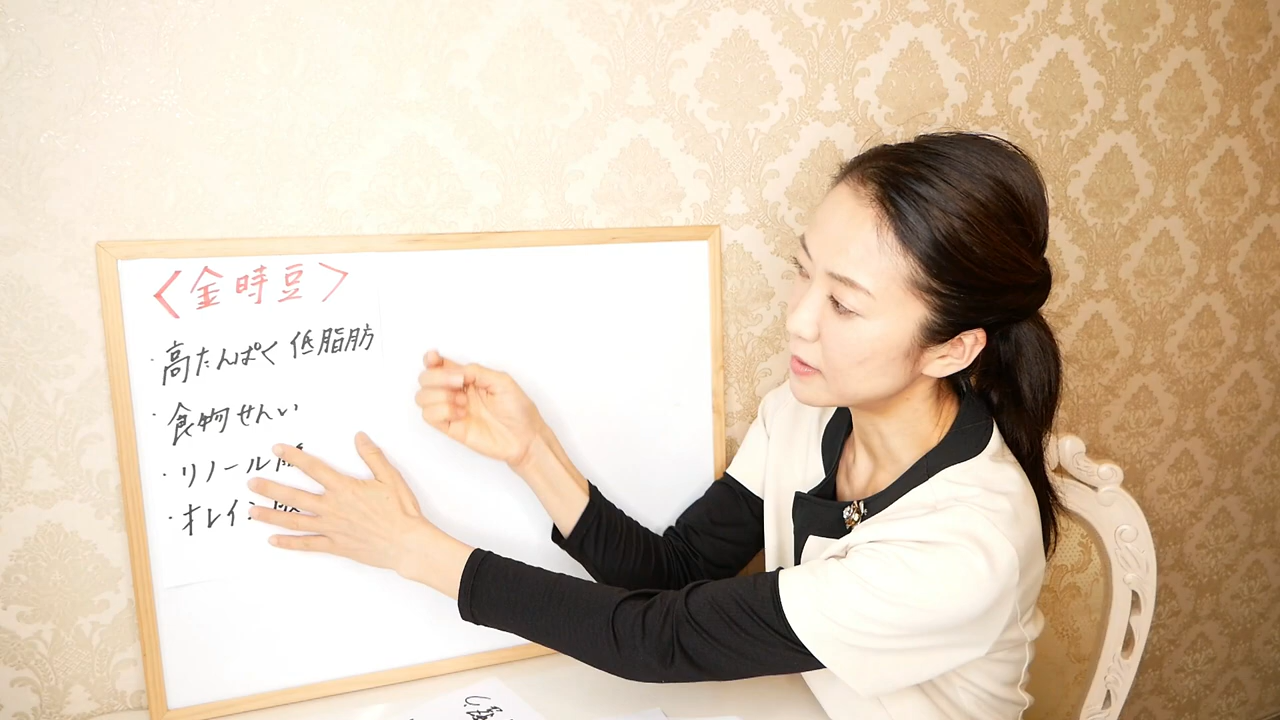 <金時豆>
・高たんぱく 低脂肪
・食物せんい
・リノール
・オレイン